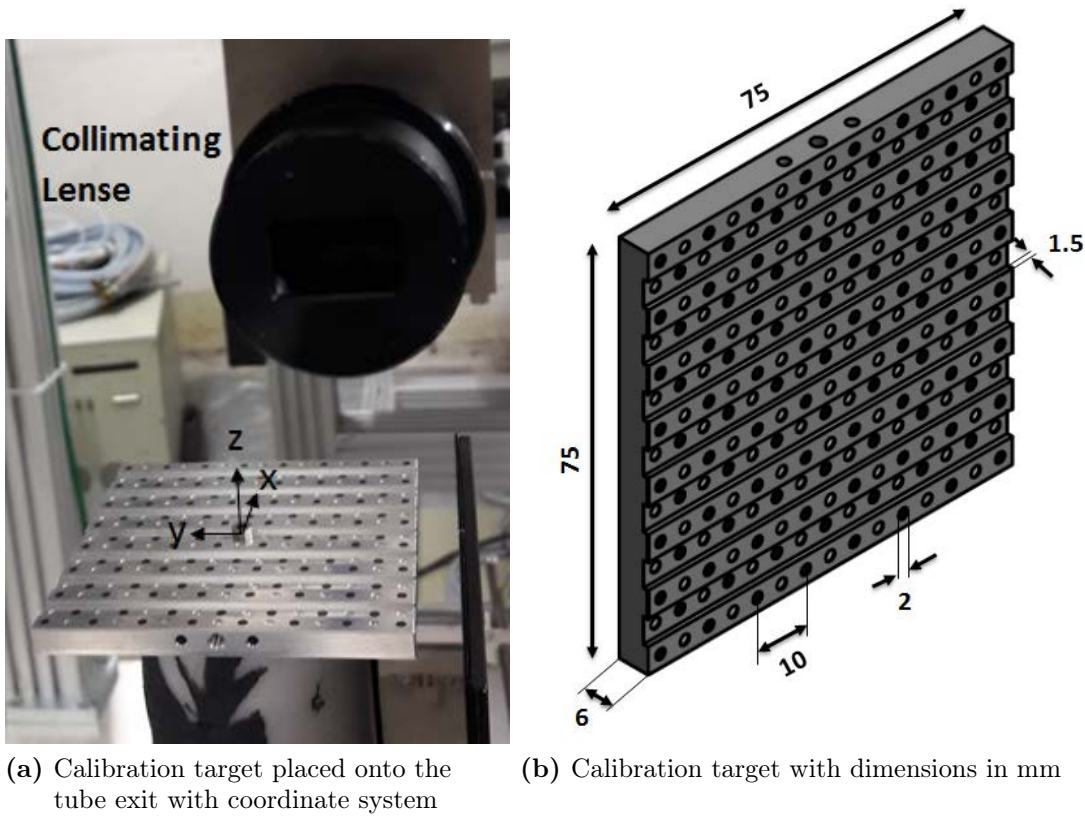 Collimating
Lense
z
x
y
75
1.5
75
2
10
6
(a) Calibration target placed onto the
tube exit with coordinate system
(b) Calibration target with dimensions in mm